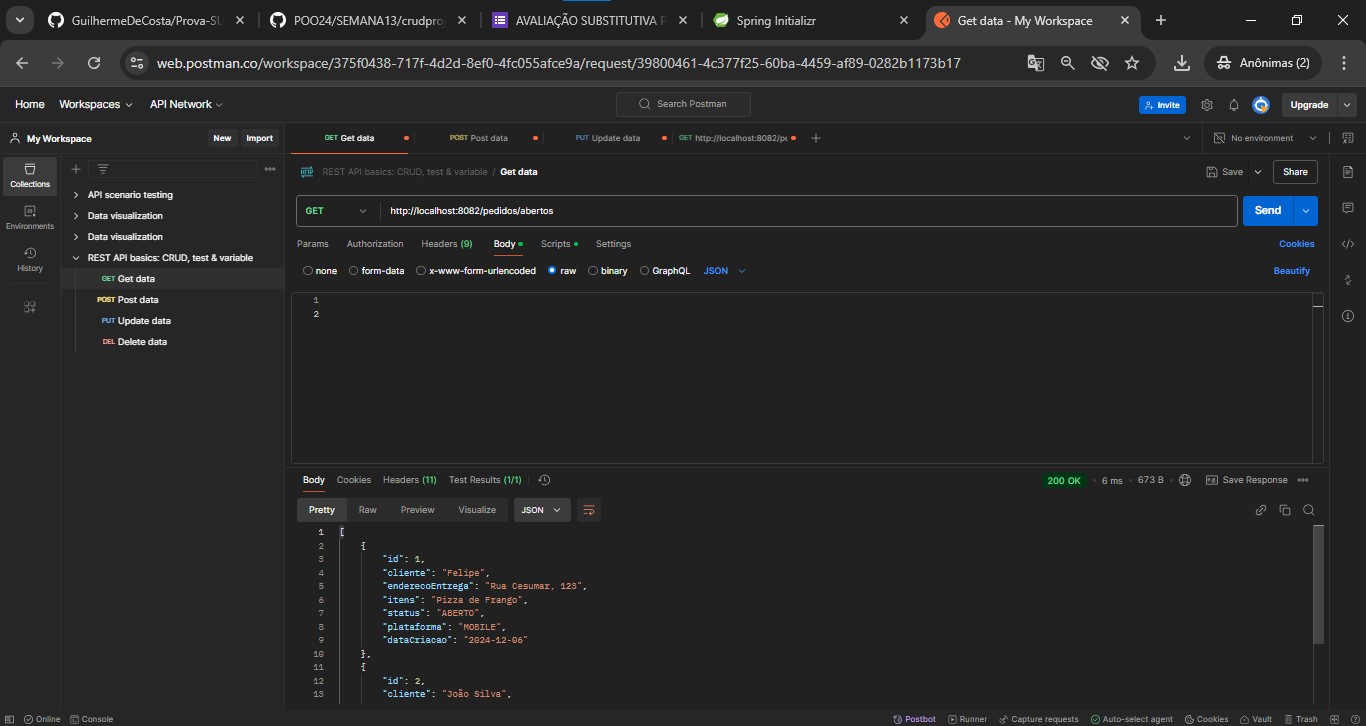 GuilhermeDeCosta/Prova-SU
POO24/SEMANA13/crudpro
AVALIAÇÃO SUBSTITUTIVA P
Spring Initializr
Get data - My Workspace
web.postman.co/workspace/375f0438-717f-4d2d-8ef0-4fc055afce9a/request/39800461-4c377f25-60ba-4459-af89-0282b1173b17
Anônimas (2)
Home Workspaces API Network
Search Postman
Invite
Upgrade
My Workspace
New Import
GET Get data
POST Post data
PUT Update data
GET http://localhost:8082/pe
No environment
Collections
Environments
History
API scenario testing
Data visualization
Data visualization
REST API basics: CRUD, test & variable
GET Get data
POST Post data
PUT Update data
DEL Delete data
HTTP REST API basics: CRUD, test & variable / Get data
Save Share
GET http://localhost:8082/pedidos/abertos
Send
Params Authorization Headers (9) Body Scripts Settings
Cookies
none form-data x-www-form-urlencoded raw binary GraphQL JSON
Beautify
1
2
Body Cookies Headers (11) Test Results (1/1)
200 OK • 6 ms • 673 B
Save Response
Pretty Raw Preview Visualize JSON
1 [
2 {
3 "id": 1,
4 "cliente": "Felipe",
5 "enderecoEntrega": "Rua Cesumar, 123",
6 "itens": "Pizza de Frango",
7 "status": "ABERTO",
8 "plataforma": "MOBILE",
9 "dataCriacao": "2024-12-06"
10 },
11 {
12 "id": 2,
13 "cliente": "João Silva",
Online Console
Postbot Runner Capture requests Auto-select agent Cookies Vault Trash